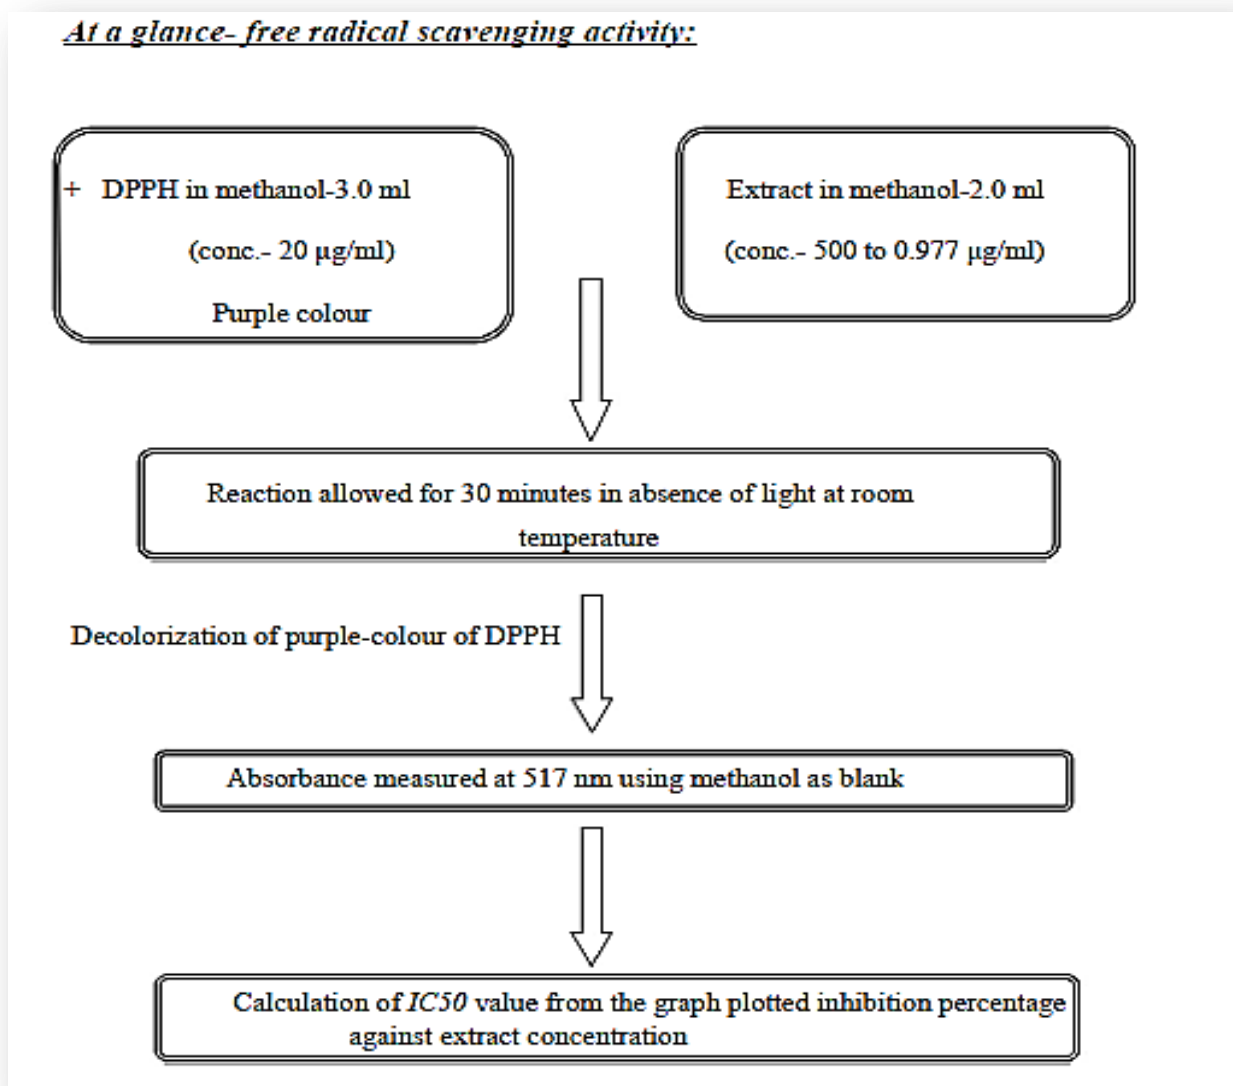 At a glance- free radical scavenging activity:
+ DPPH in methanol-3.0 ml
(conc.- 20 µg/ml)
Purple colour
Extract in methanol-2.0 ml
(conc.- 500 to 0.977 µg/ml)
Reaction allowed for 30 minutes in absence of light at room
temperature
Decolorization of purple-colour of DPPH
Absorbance measured at 517 nm using methanol as blank
Calculation of IC50 value from the graph plotted inhibition percentage
against extract concentration